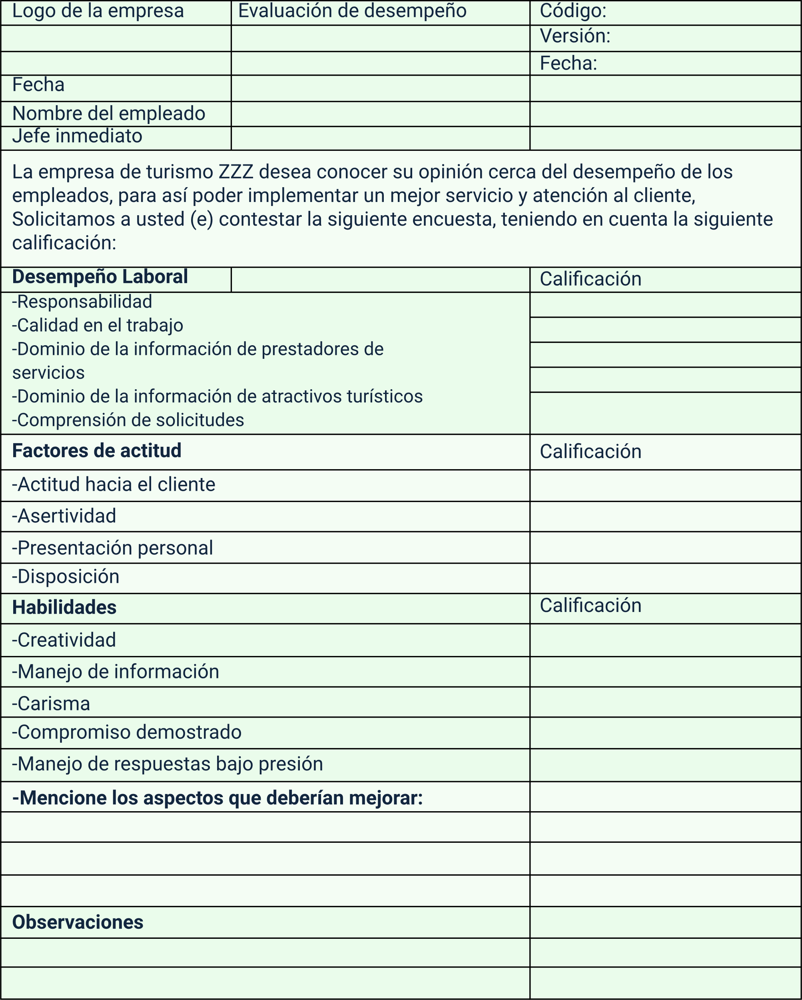 Logo de la empresa
Evaluación de desempeño
Código:
Versión:
Fecha:
Fecha
Nombre del empleado
Jefe inmediato
La empresa de turismo ZZZ desea conocer su opinión cerca del desempeño de los
empleados, para así poder implementar un mejor servicio y atención al cliente,
Solicitamos a usted (e) contestar la siguiente encuesta, teniendo en cuenta la siguiente
calificación:
Desempeño Laboral
Calificación
-Responsabilidad
-Calidad en el trabajo
-Dominio de la información de prestadores de
servicios
-Dominio de la información de atractivos turísticos
-Comprensión de solicitudes
Factores de actitud
Calificación
-Actitud hacia el cliente
-Asertividad
-Presentación personal
-Disposición
Habilidades
Calificación
-Creatividad
-Manejo de información
-Carisma
-Compromiso demostrado
-Manejo de respuestas bajo presión
-Mencione los aspectos que deberían mejorar:
Observaciones